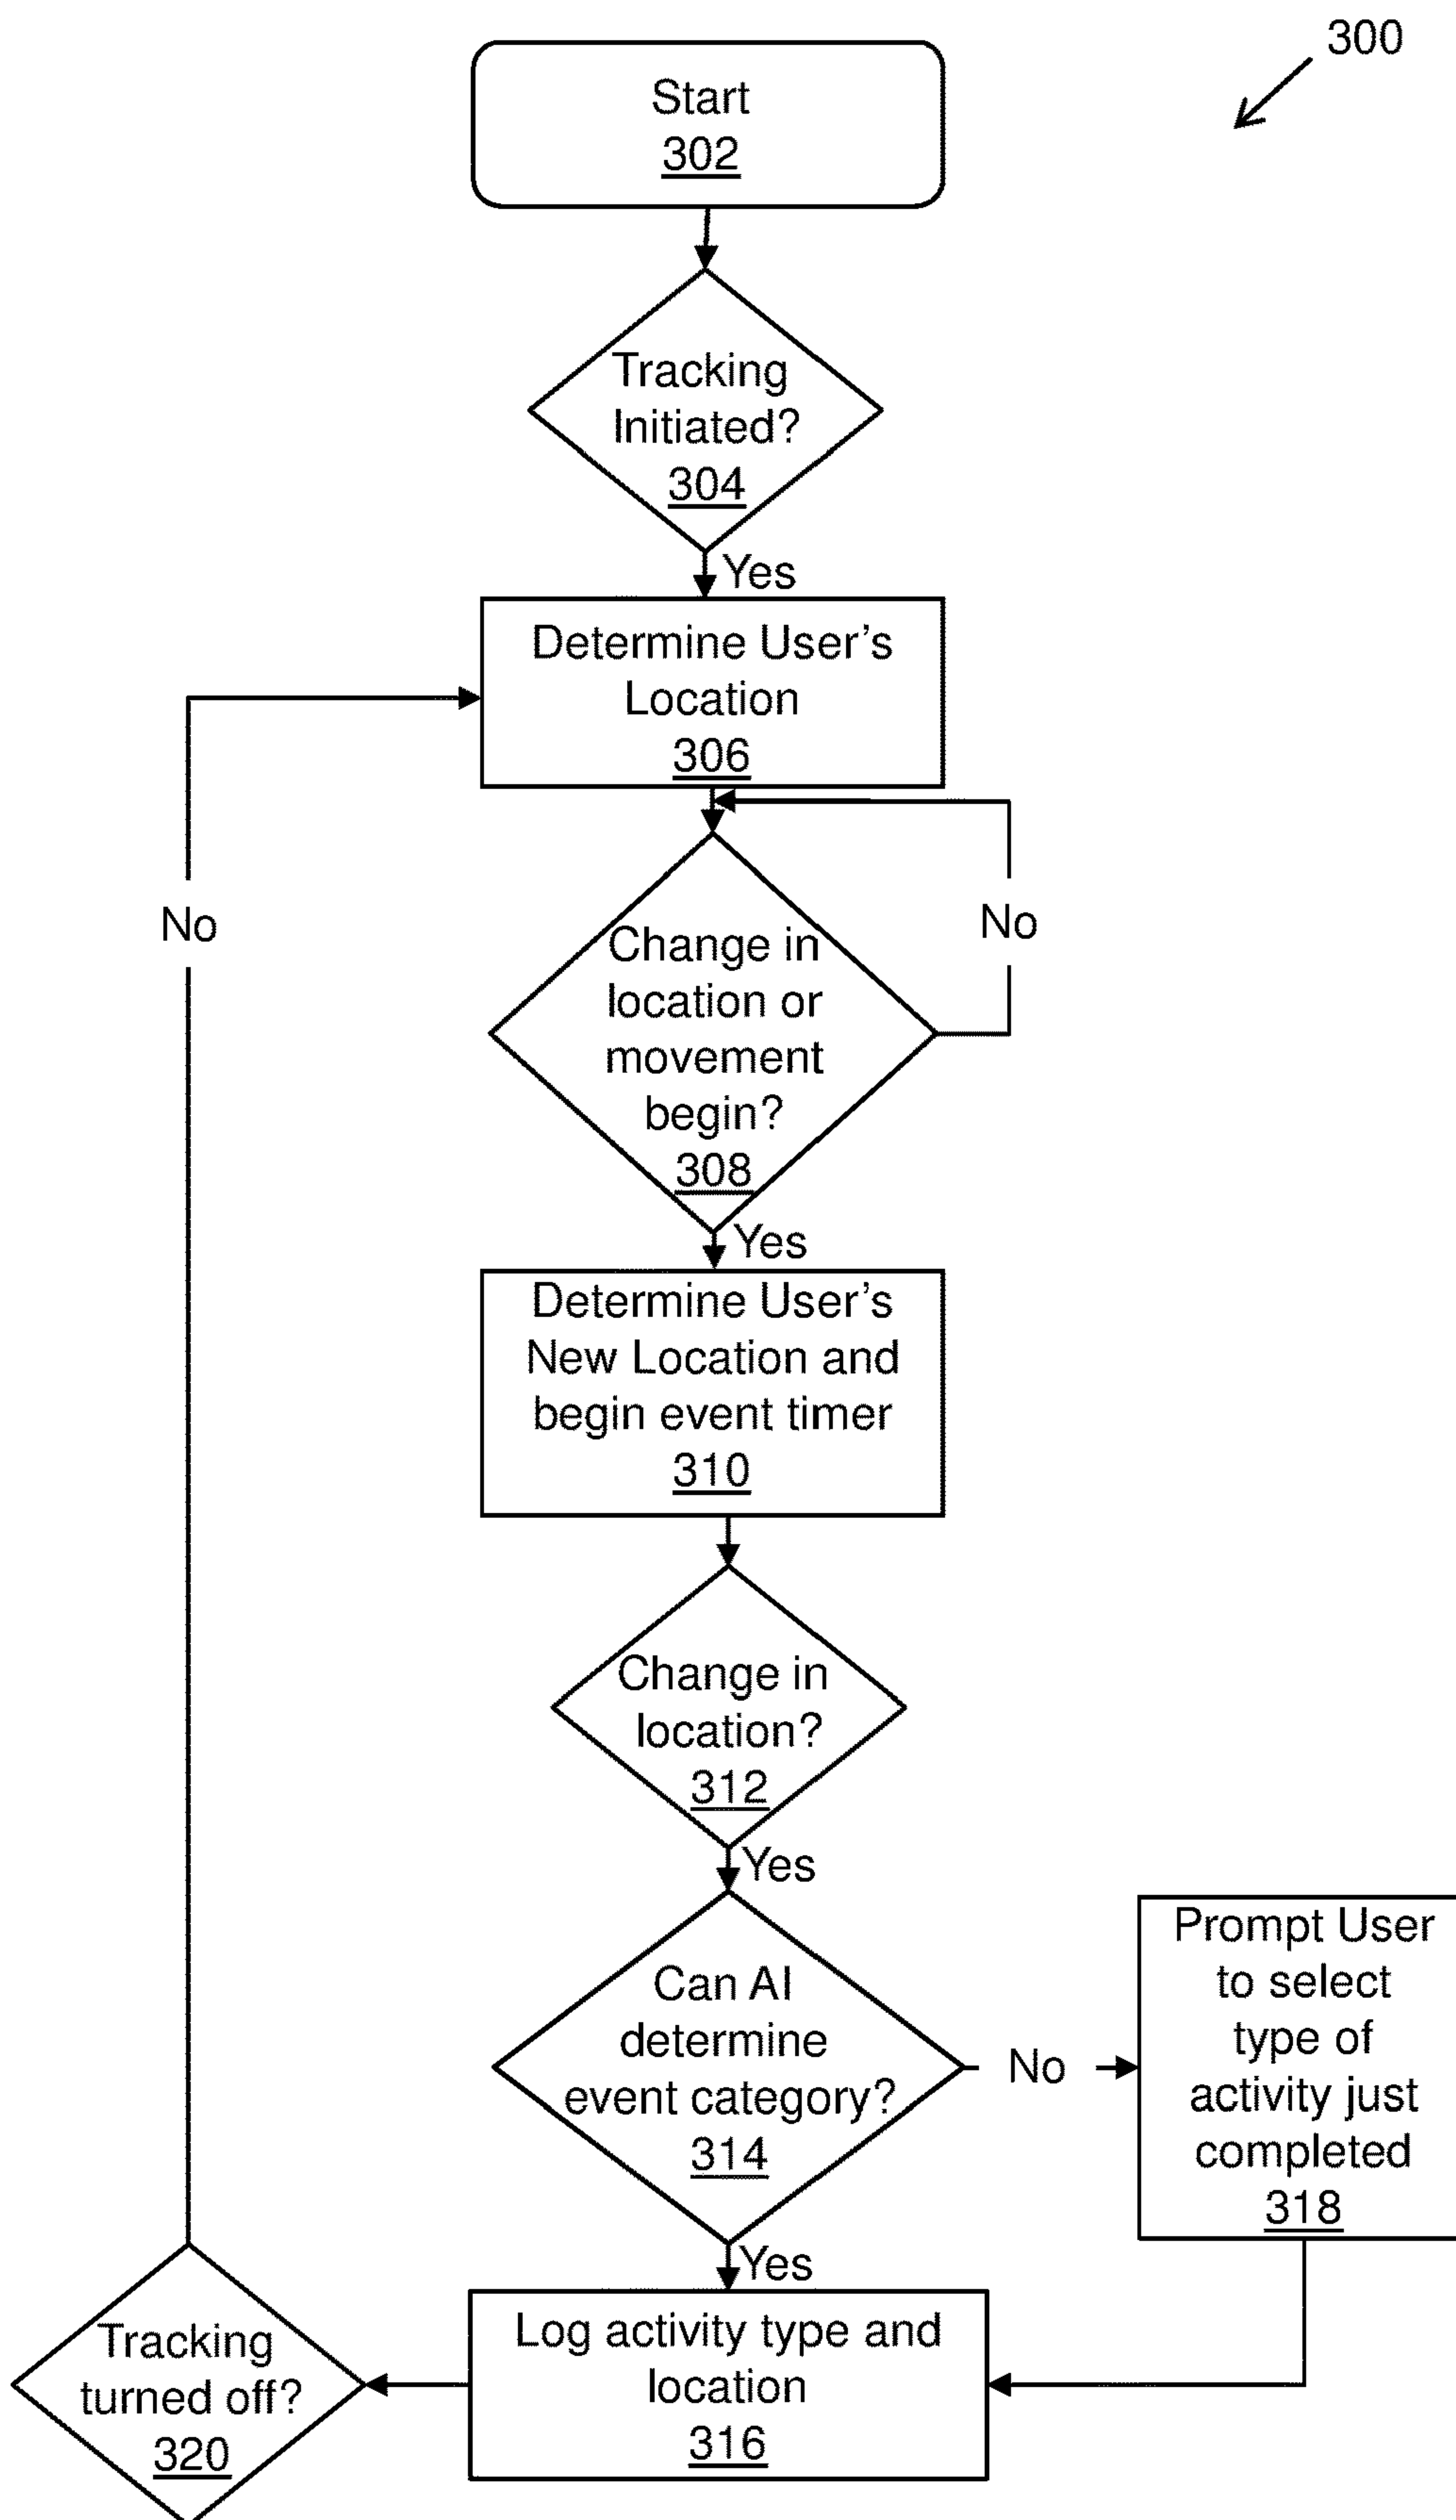 300
Start
302
Tracking
Initiated?
304
Yes
Determine User's
Location
306
No
No
Change in
location or
movement
begin?
308
Yes
Determine User's
New Location and
begin event timer
310
Change in
location?
312
Yes
Can AI
determine
event category?
314
No
Prompt User
to select
type of
activity just
completed
318
Yes
Log activity type and
location
316
Tracking
turned off?
320